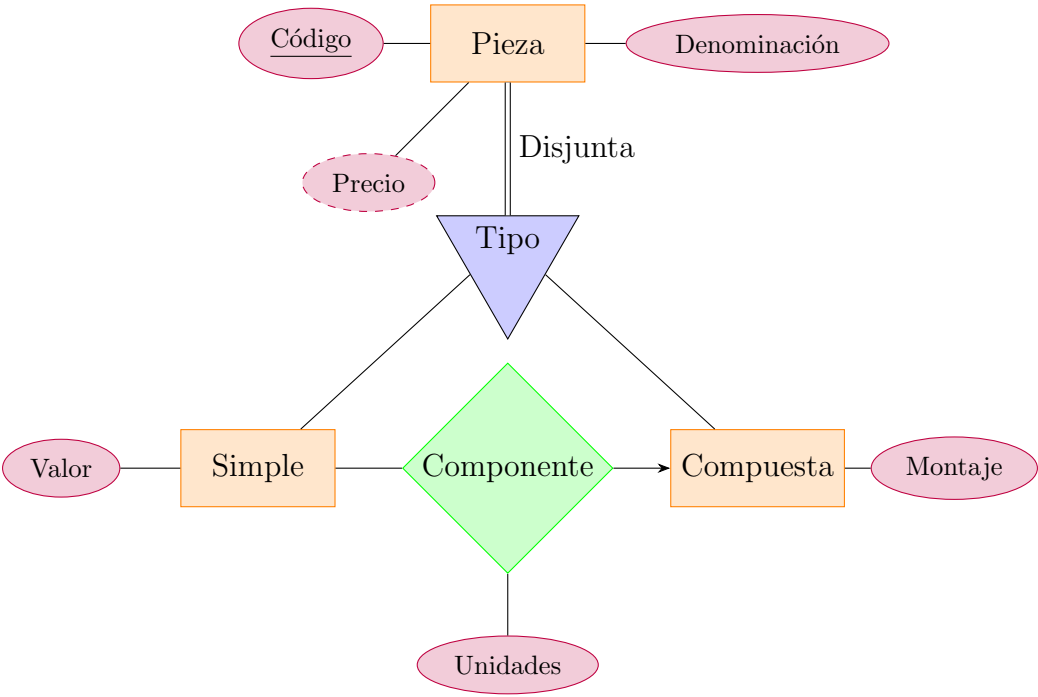 Código
Pieza
Denominación
Disjunta
Precio
Tipo
Valor
Simple
Componente
Compuesta
Montaje
Unidades